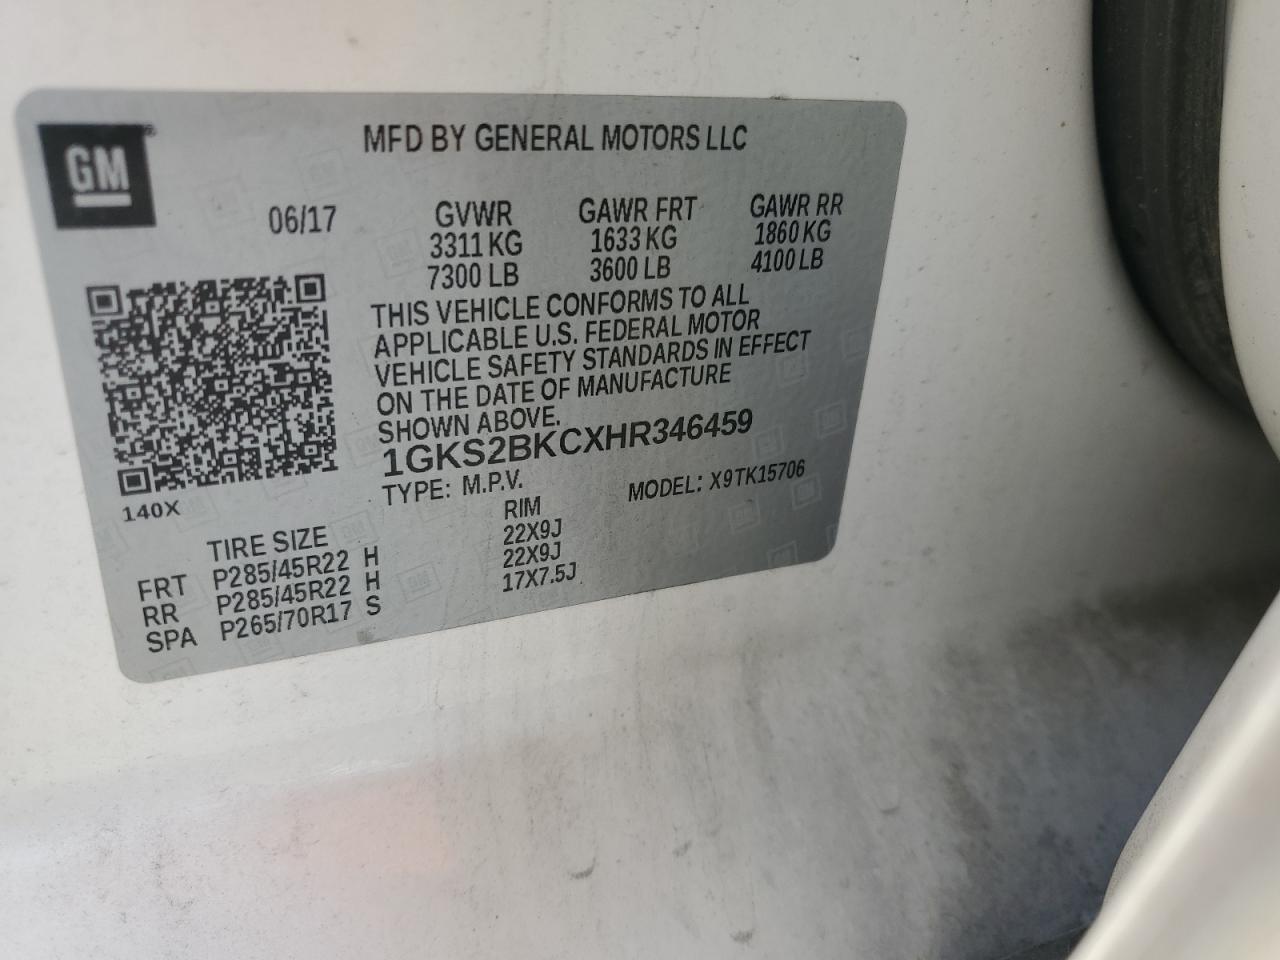 GM
MFD BY GENERAL MOTORS LLC
06/17 GVWR GAWR FRT GAWR RR
3311 KG 1633 KG 1860 KG
7300 LB 3600 LB 4100 LB
THIS VEHICLE CONFORMS TO ALL
APPLICABLE U.S. FEDERAL MOTOR
VEHICLE SAFETY STANDARDS IN EFFECT
ON THE DATE OF MANUFACTURE
SHOWN ABOVE.
1GKS2BKCXHR346459
TYPE: M.P.V. MODEL: X9TK15706
140X
TIRE SIZE RIM
FRT P285/45R22 H 22X9J
RR P285/45R22 H 22X9J
SPA P265/70R17 S 17X7.5J